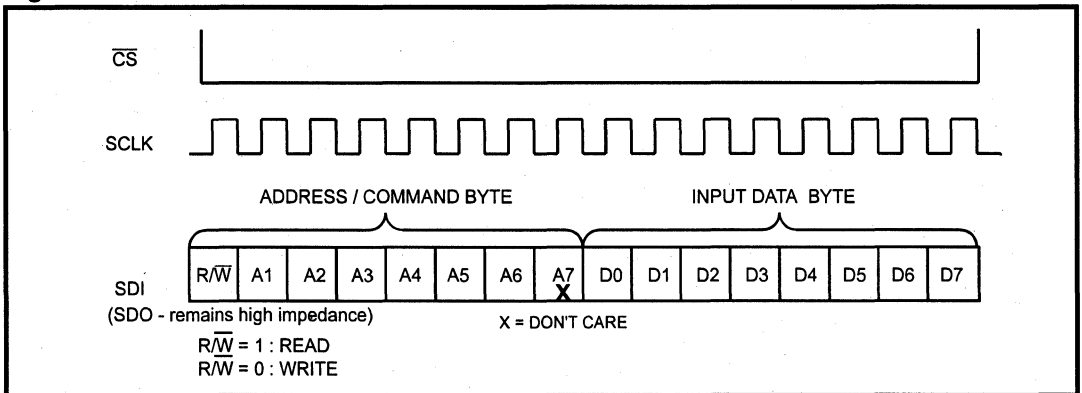 C̅S̅
SCLK
ADDRESS / COMMAND BYTE INPUT DATA BYTE
SDI R/W̅ A1 A2 A3 A4 A5 A6 A7 D0 D1 D2 D3 D4 D5 D6 D7
X
(SDO - remains high impedance) X = DON'T CARE
R/W̅ = 1 : READ
R/W̅ = 0 : WRITE